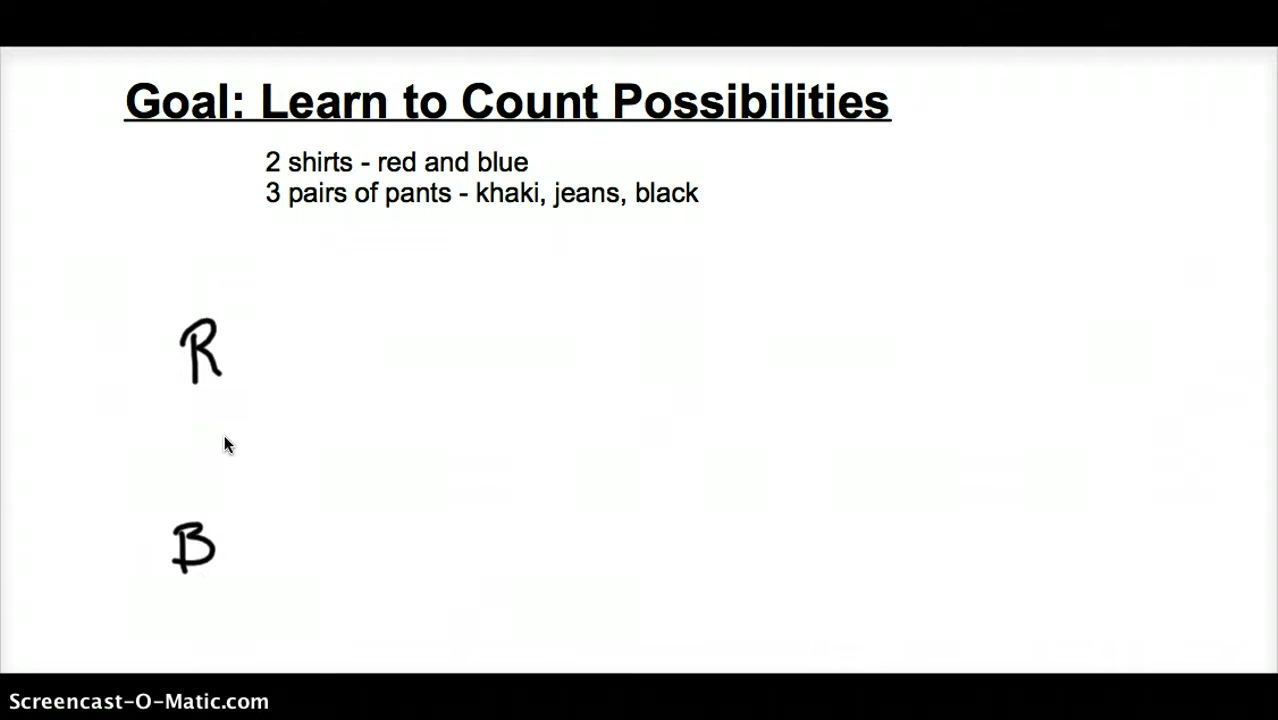 Goal: Learn to Count Possibilities
2 shirts - red and blue
3 pairs of pants - khaki, jeans, black
R
B
Screencast-O-Matic.com